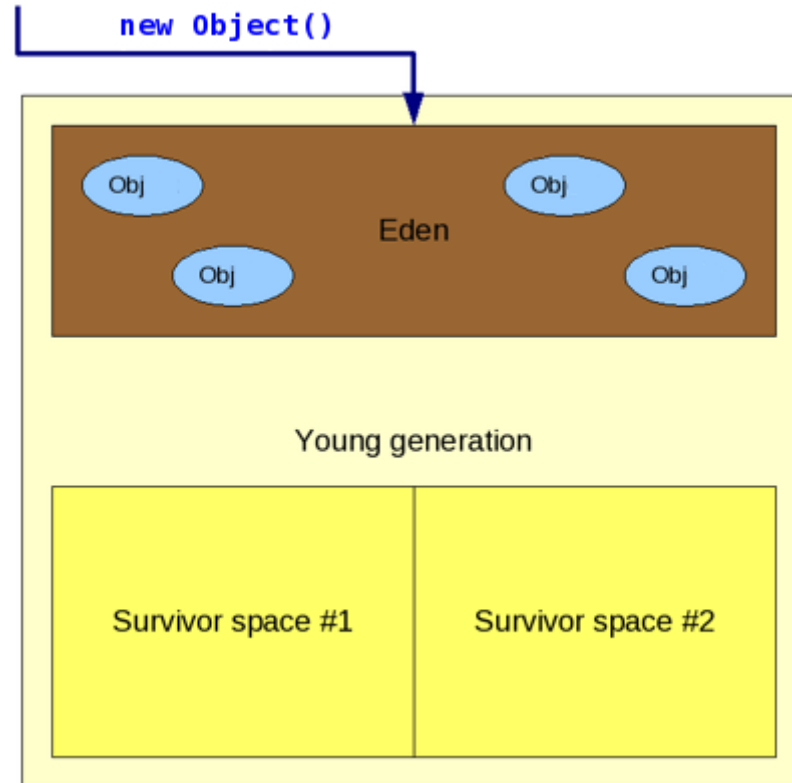 new Object()
Obj
Obj
Eden
Obj
Obj
Young generation
Survivor space #1
Survivor space #2